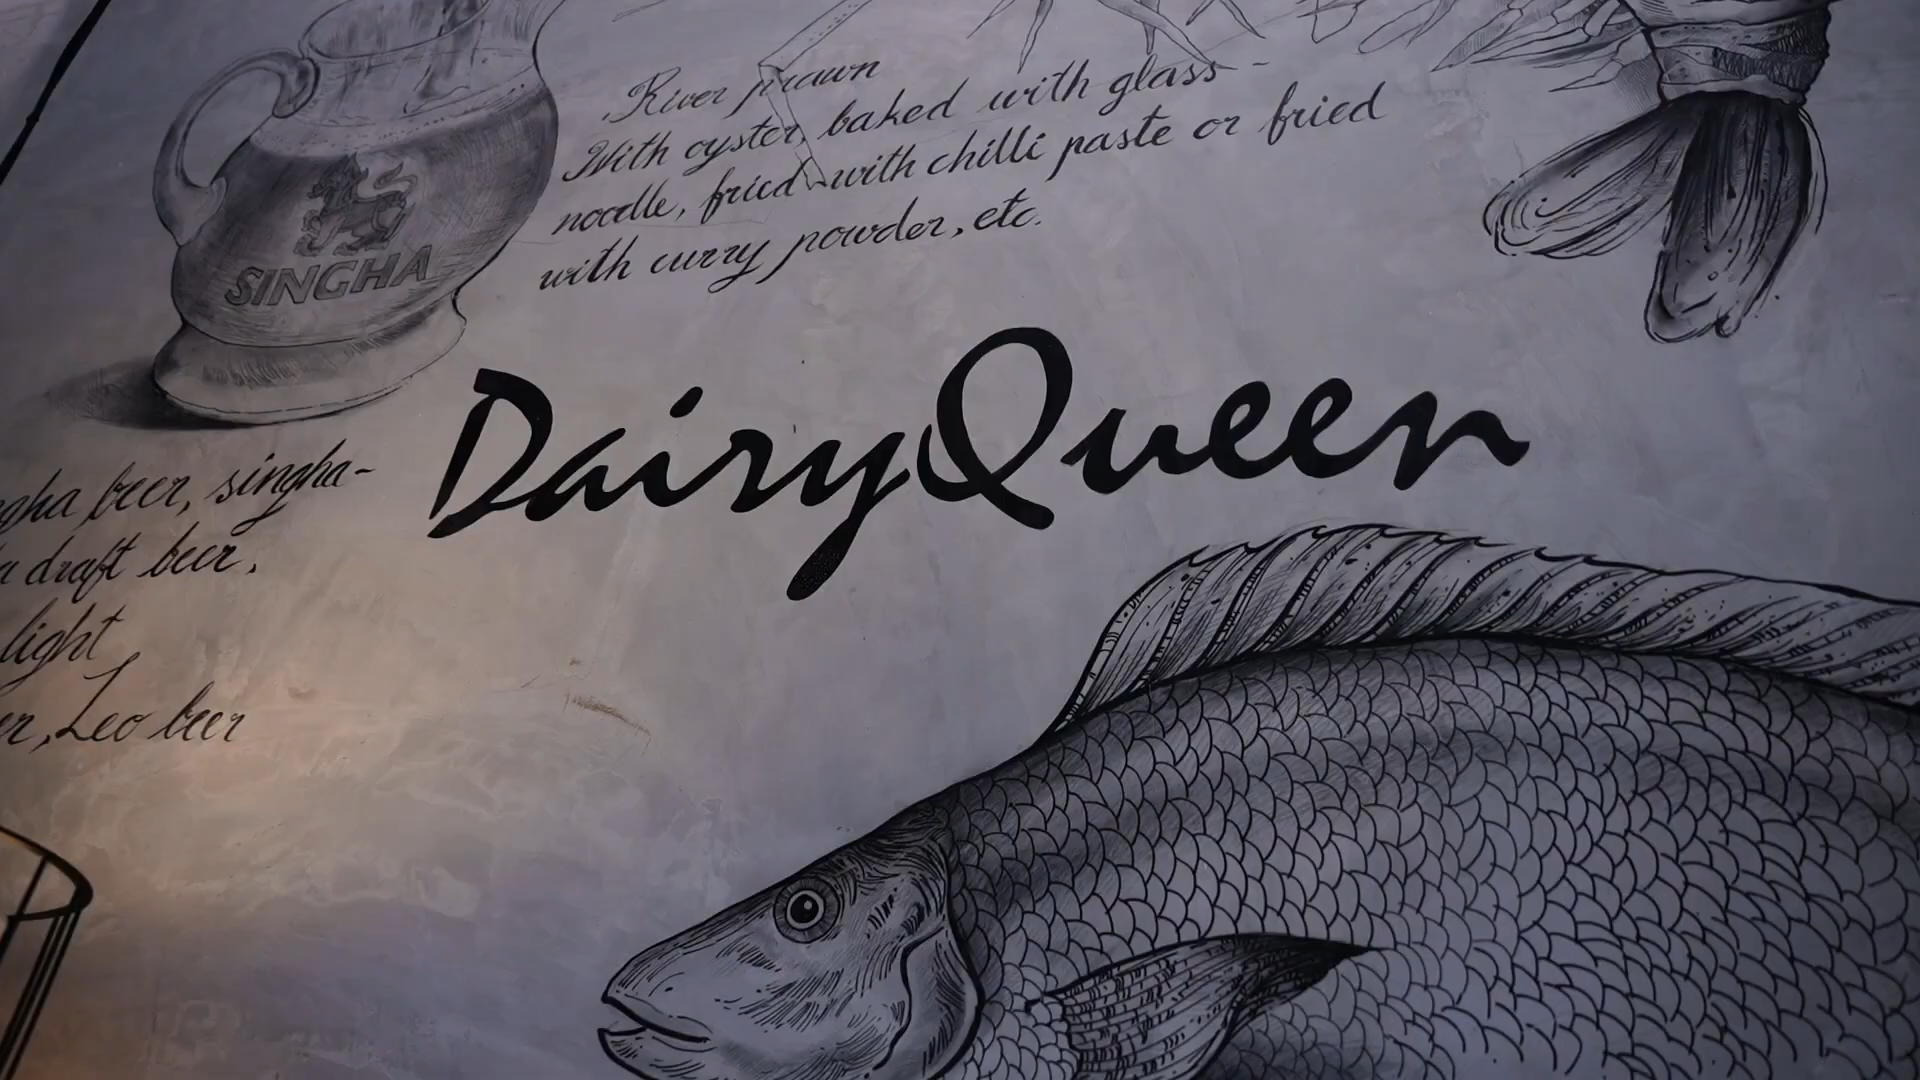 River prawn
With oyster, baked with glass-
noodle, fried with chilli paste or fried
with curry powder, etc.
SINGHA
DairyQueen
beer, singha-
draft beer,
light
Leo beer